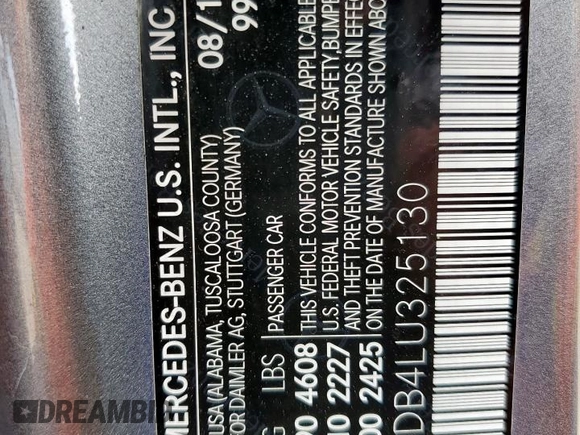 MERCEDES-BENZ U.S. INTL., INC
USA (ALABAMA, TUSCALOOSA COUNTY)
DAIMLER AG, STUTTGART (GERMANY)
08/1
99
LBS
4608
2227
2425
PASSENGER CAR
THIS VEHICLE CONFORMS TO ALL APPLICABLE
U.S. FEDERAL MOTOR VEHICLE SAFETY, BUMPE
AND THEFT PREVENTION STANDARDS IN EFFE
ON THE DATE OF MANUFACTURE SHOWN ABO
DB4LU325130
DREAMBI